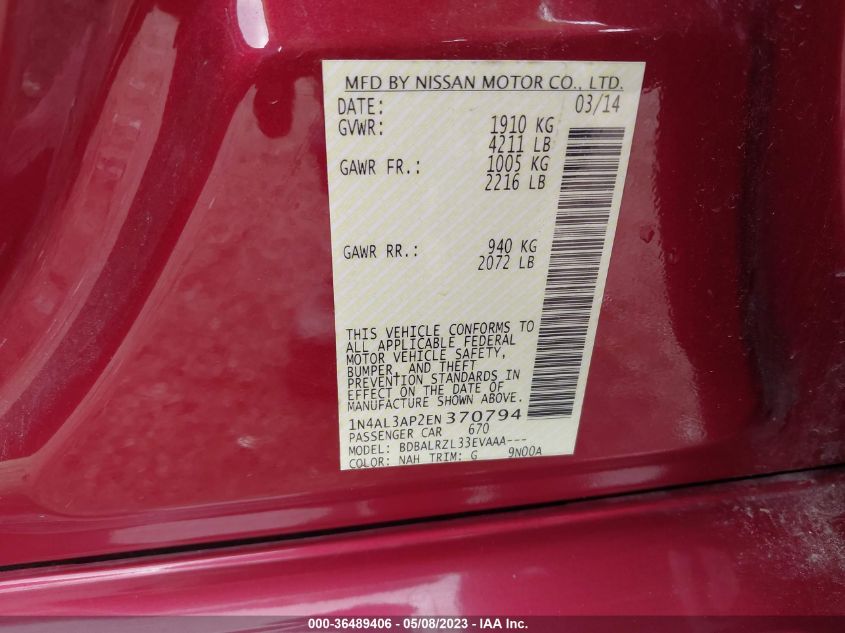 MFD BY NISSAN MOTOR CO., LTD.
DATE: 03/14
GVWR: 1910 KG
4211 LB
GAWR FR.: 1005 KG
2216 LB
GAWR RR.: 940 KG
2072 LB
THIS VEHICLE CONFORMS TO
ALL APPLICABLE FEDERAL
MOTOR VEHICLE SAFETY,
BUMPER, AND THEFT
PREVENTION STANDARDS IN
EFFECT ON THE DATE OF
MANUFACTURE SHOWN ABOVE.
1N4AL3AP2EN370794
PASSENGER CAR 670
MODEL: BDBALRZL33EVAAA---
COLOR: NAH TRIM: G 9N00A
000-36489406 - 05/08/2023 - IAA Inc.